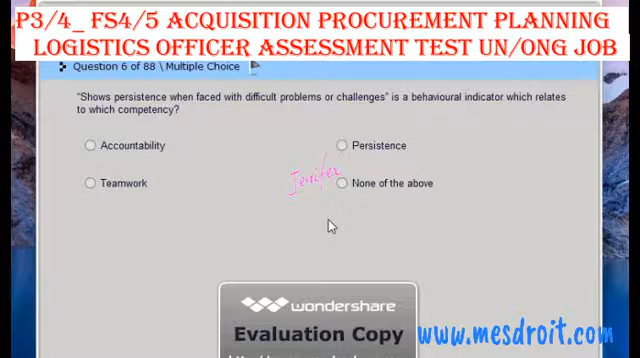 P3/4_ FS4/5 ACQUISITION PROCUREMENT PLANNING
LOGISTICS OFFICER ASSESSMENT TEST UN/ONG JOB
Question 6 of 88 \ Multiple Choice
"Shows persistence when faced with difficult problems or challenges" is a behavioural indicator which relates
to which competency?
Accountability
Persistence
Jenifex
Teamwork
None of the above
wondershare
Evaluation Copy
www.mesdroit.com